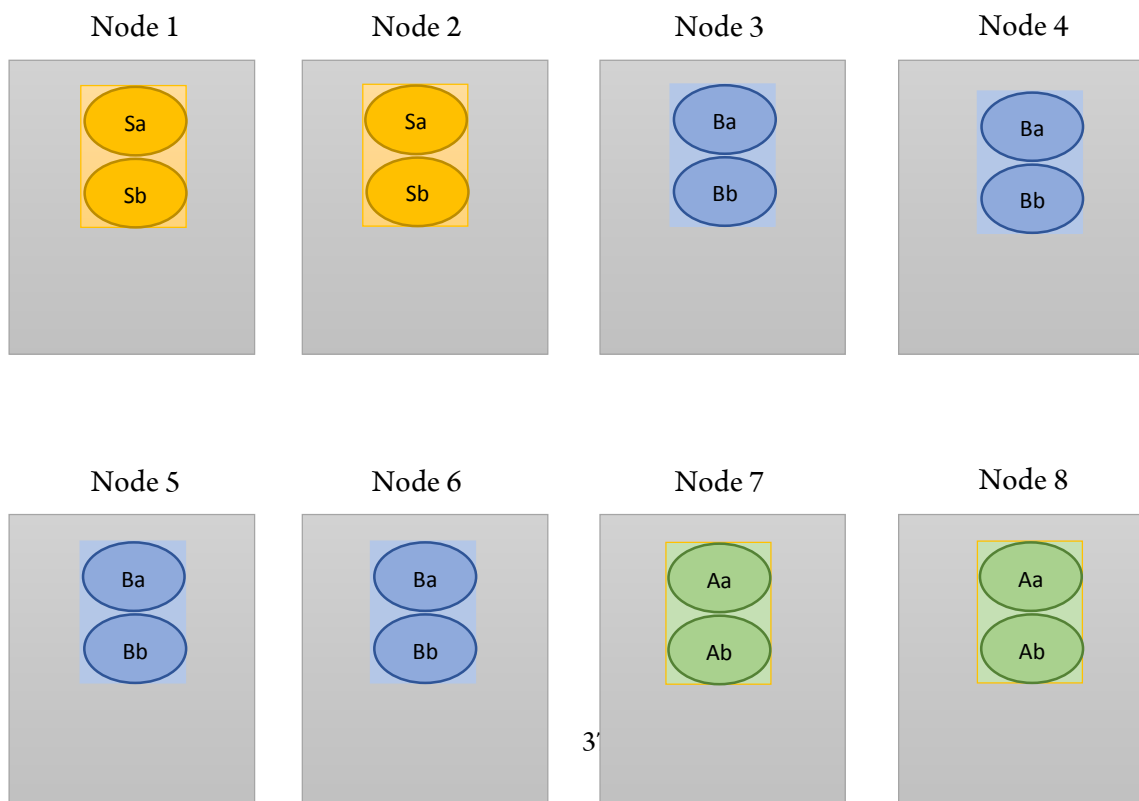 Node 1 Node 2 Node 3 Node 4
Sa Sa Ba Ba
Sb Sb Bb Bb
Node 5 Node 6 Node 7 Node 8
Ba Ba Aa Aa
Bb Bb Ab Ab